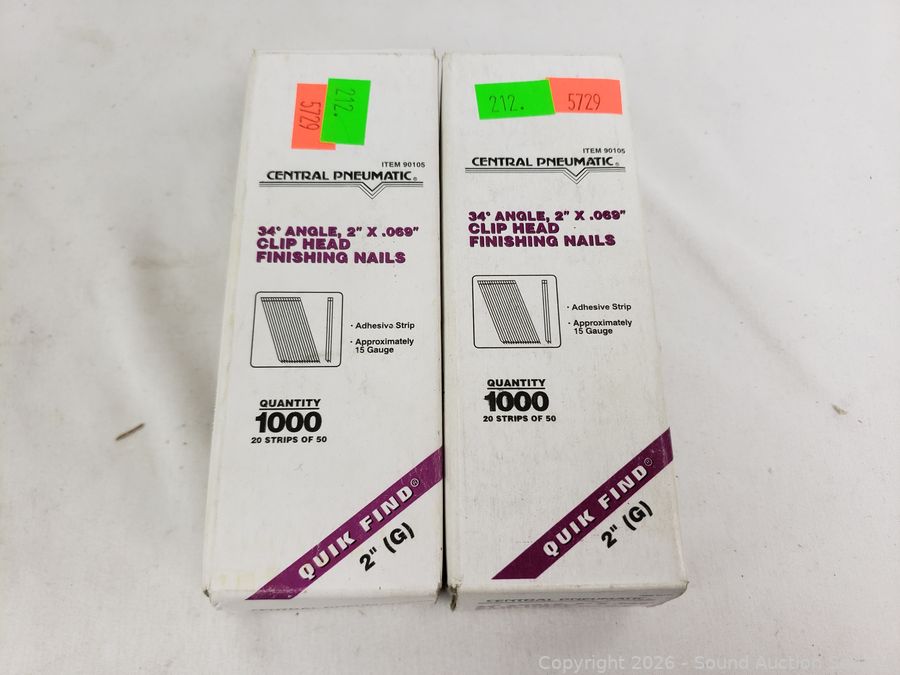 5729
212.
ITEM 90105
CENTRAL PNEUMATIC®
34° ANGLE, 2" X .069"
CLIP HEAD
FINISHING NAILS
· Adhesive Strip
· Approximately
15 Gauge
QUANTITY
1000
20 STRIPS OF 50
QUIK FIND®
2" (G)
212.
5729
ITEM 90105
CENTRAL PNEUMATIC®
34° ANGLE, 2" X .069"
CLIP HEAD
FINISHING NAILS
· Adhesive Strip
· Approximately
15 Gauge
QUANTITY
1000
20 STRIPS OF 50
QUIK FIND®
2" (G)
CENTRAL PNEUMATIC
Copyright 2026 - Sound Auction